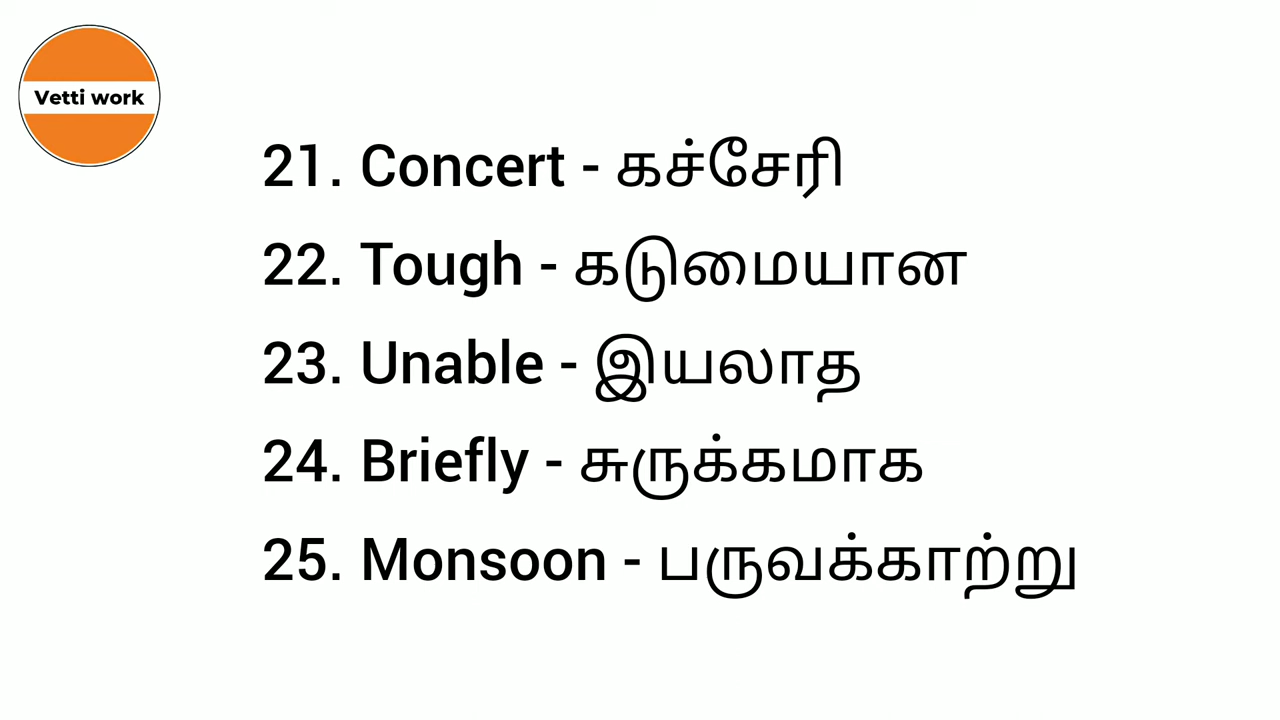 Vetti work
21. Concert - கச்சேரி
22. Tough - கடுமையான
23. Unable - இயலாத
24. Briefly - சுருக்கமாக
25. Monsoon - பருவக்காற்று